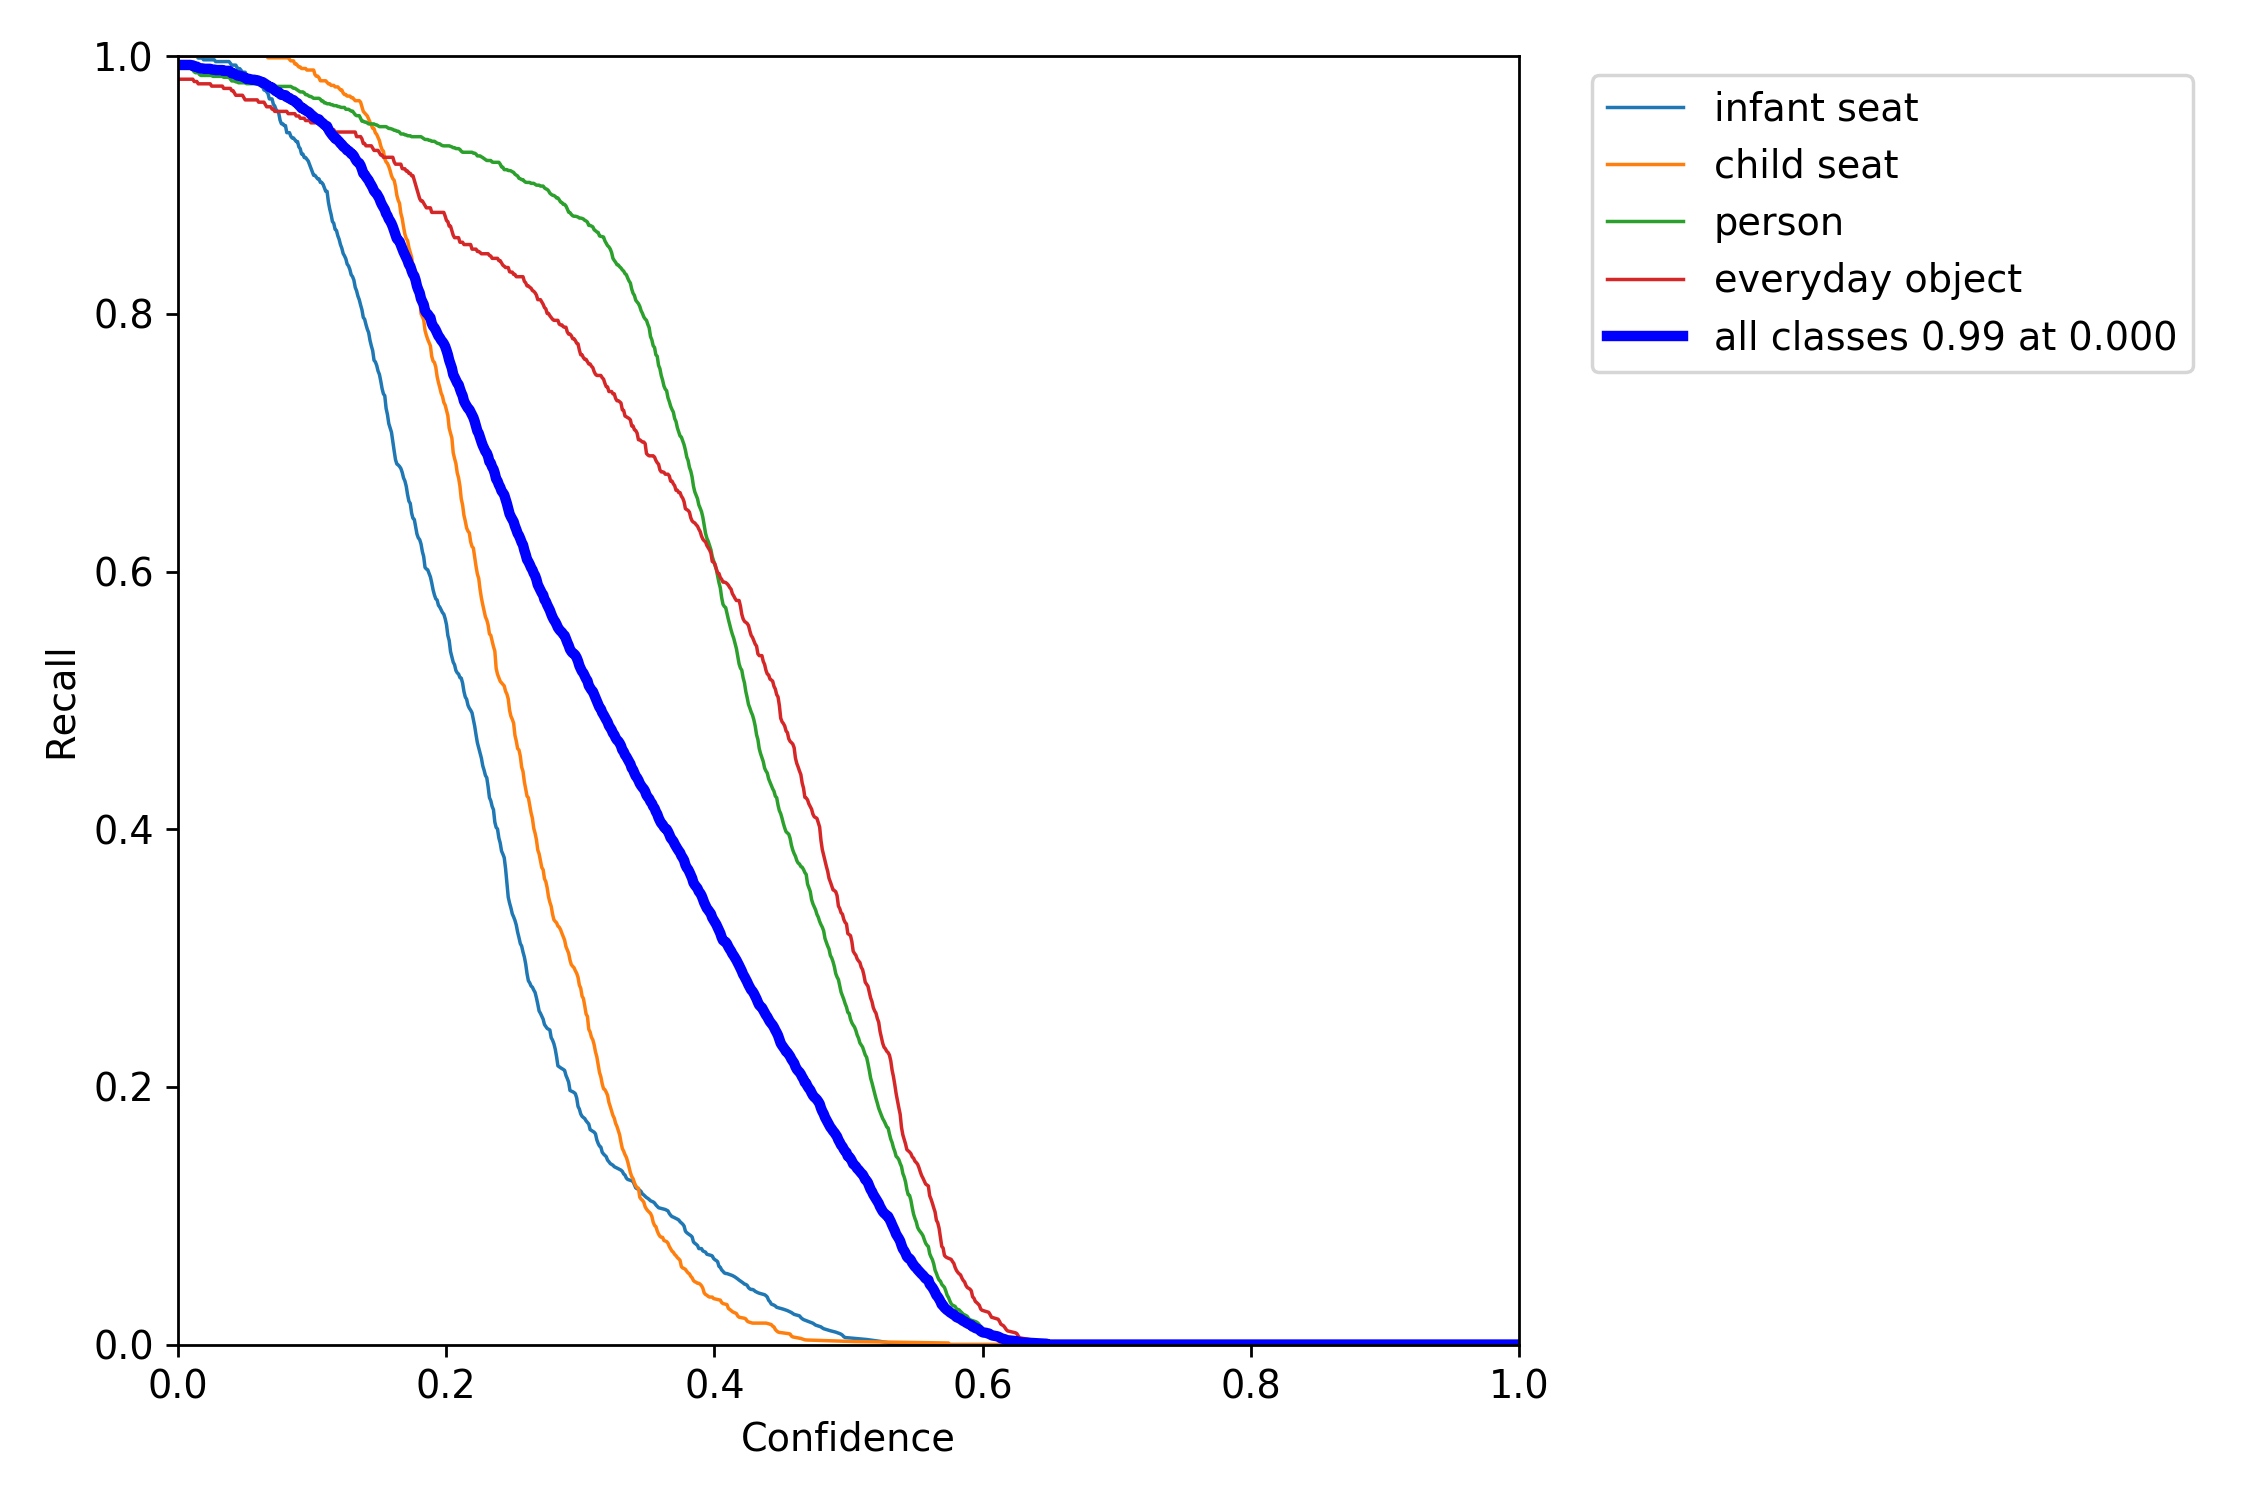 1.0
0.8
0.6
0.4
0.2
0.0
Recall
0.0 0.2 0.4 0.6 0.8 1.0
Confidence
infant seat
child seat
person
everyday object
all classes 0.99 at 0.000